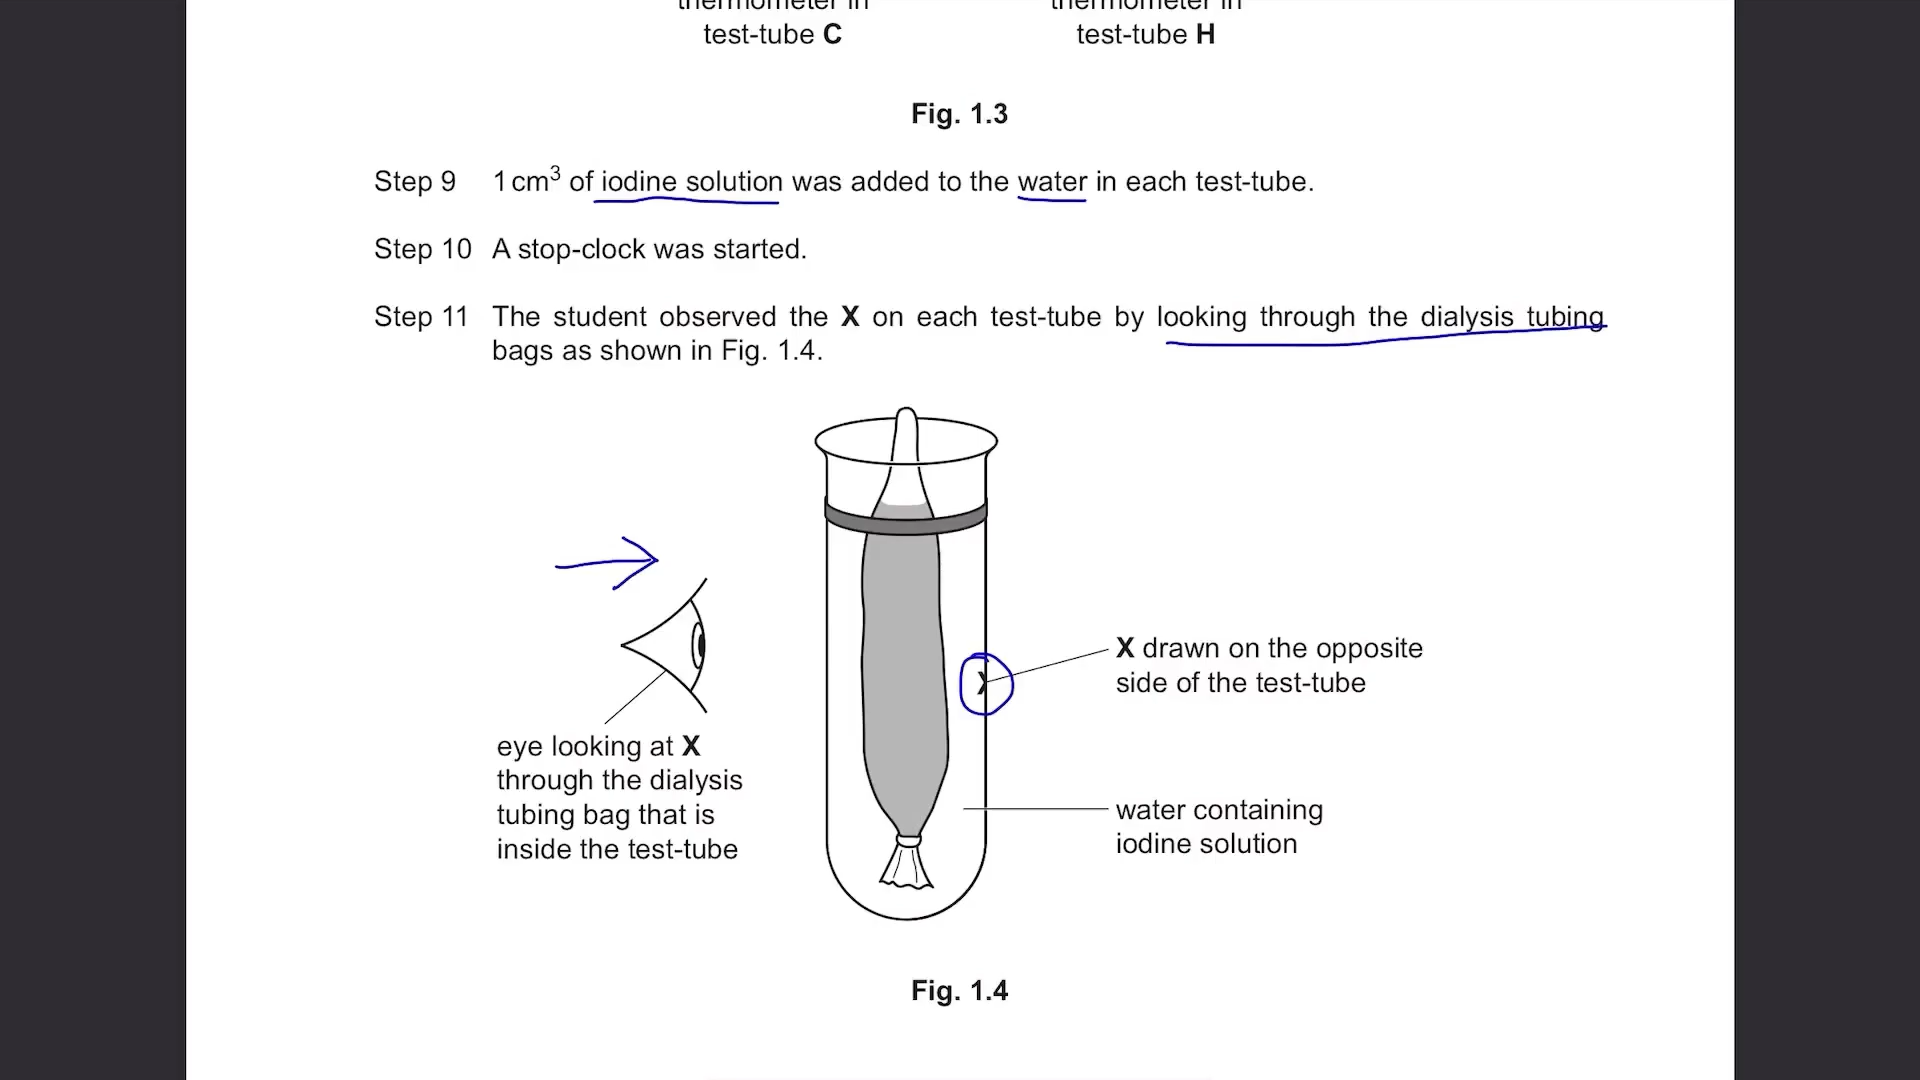 thermometer in thermometer in
test-tube C test-tube H
Fig. 1.3
Step 9 1 cm³ of iodine solution was added to the water in each test-tube.
Step 10 A stop-clock was started.
Step 11 The student observed the X on each test-tube by looking through the dialysis tubing
bags as shown in Fig. 1.4.
X
X drawn on the opposite
side of the test-tube
eye looking at X
through the dialysis
tubing bag that is
inside the test-tube
water containing
iodine solution
Fig. 1.4